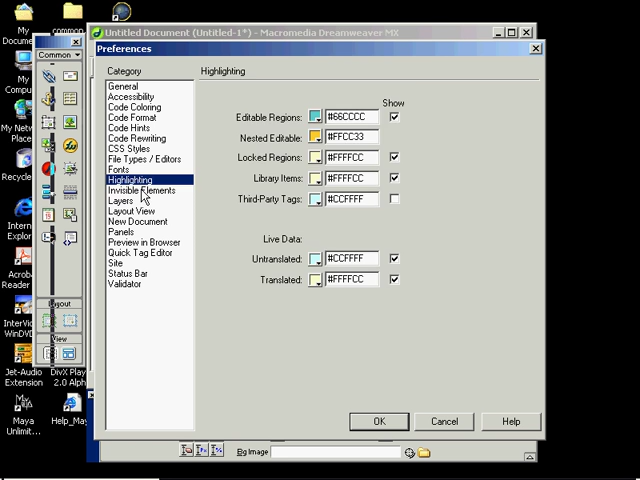 My
Docume
common
Untitled Document (Untitled-1*) - Macromedia Dreamweaver MX
Preferences
Common
My
Compu
My Netw
Place
Recycle
Interne
Explor
Acroba
Reader
InterVi
WinDVD
Jet-Audio
Extension
DivX Play
2.0 Alph
Maya
Unlimit...
Help_May
Layout
View
Category
General
Accessibility
Code Coloring
Code Format
Code Hints
Code Rewriting
CSS Styles
File Types / Editors
Fonts
Highlighting
Invisible Elements
Layers
Layout View
New Document
Panels
Preview in Browser
Quick Tag Editor
Site
Status Bar
Validator
Highlighting
Show
Editable Regions: #66CCCC
Nested Editable: #FFCC33
Locked Regions: #FFFFCC
Library Items: #FFFFCC
Third-Party Tags: #CCFFFF
Live Data:
Untranslated: #CCFFFF
Translated: #FFFFCC
OK
Cancel
Help
Bg Image